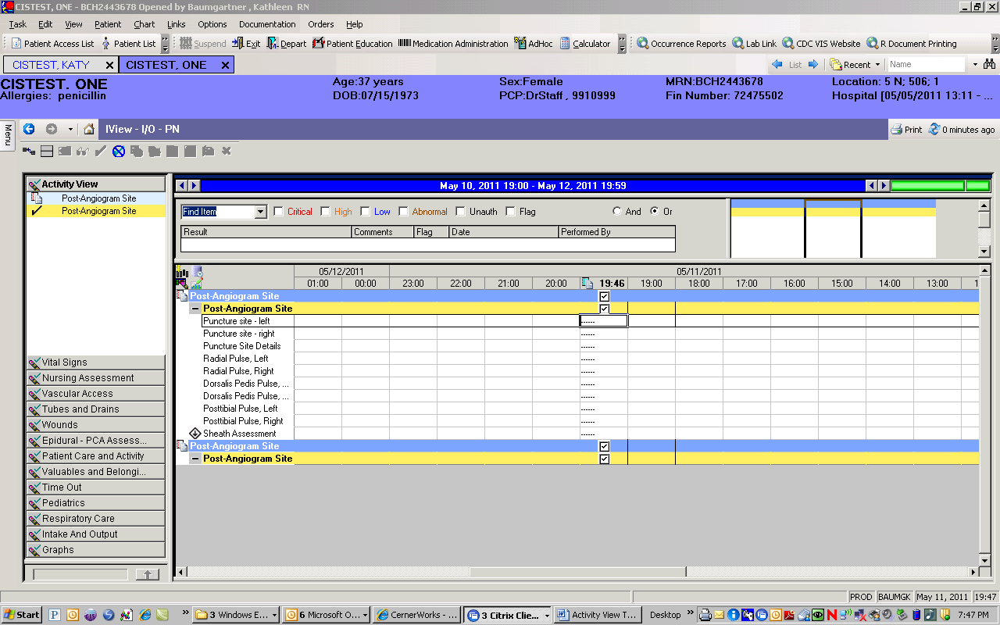 CISTEST, ONE - BCH2443678 Opened by Baumgartner , Kathleen RN
Task Edit View Patient Chart Links Options Documentation Orders Help
Patient Access List Patient List Suspend Exit Depart Patient Education Medication Administration AdHoc Calculator Occurrence Reports Lab Link CDC VIS Website R Document Printing
CISTEST, KATY CISTEST, ONE List Recent Name
CISTEST, ONE Age:37 years Sex:Female MRN:BCH2443678 Location: 5 N; 506; 1
Allergies: penicillin DOB:07/15/1973 PCP:DrStaff , 9910999 Fin Number: 72475502 Hospital [05/05/2011 13:11 - ...
Menu IView - I/O - PN Print 0 minutes ago
Activity View
Post-Angiogram Site
Post-Angiogram Site
Vital Signs
Nursing Assessment
Vascular Access
Tubes and Drains
Wounds
Epidural - PCA Assess...
Patient Care and Activity
Valuables and Belongi...
Time Out
Pediatrics
Respiratory Care
Intake And Output
Graphs
May 10, 2011 19:00 - May 12, 2011 19:59
Find Item Critical High Low Abnormal Unauth Flag And Or
Result Comments Flag Date Performed By
05/12/2011 05/11/2011
01:00 00:00 23:00 22:00 21:00 20:00 19:46 19:00 18:00 17:00 16:00 15:00 14:00 13:00 1
Post-Angiogram Site
Post-Angiogram Site
Puncture site - left ------
Puncture site - right ------
Puncture Site Details ------
Radial Pulse, Left ------
Radial Pulse, Right ------
Dorsalis Pedis Pulse, ... ------
Dorsalis Pedis Pulse, ... ------
Posttibial Pulse, Left ------
Posttibial Pulse, Right ------
Sheath Assessment ------
Post-Angiogram Site
Post-Angiogram Site
PROD BAUMGK May 11, 2011 19:47
Start 3 Windows E... 6 Microsoft O... CernerWorks - ... 3 Citrix Clie... Activity View T... Desktop 7:47 PM